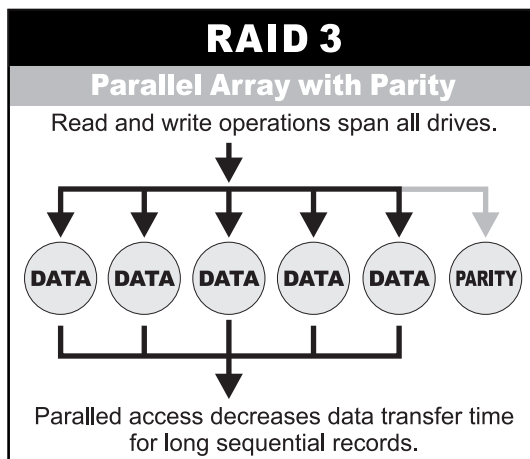 RAID 3
Parallel Array with Parity
Read and write operations span all drives.
DATA DATA DATA DATA DATA PARITY
Paralled access decreases data transfer time
for long sequential records.